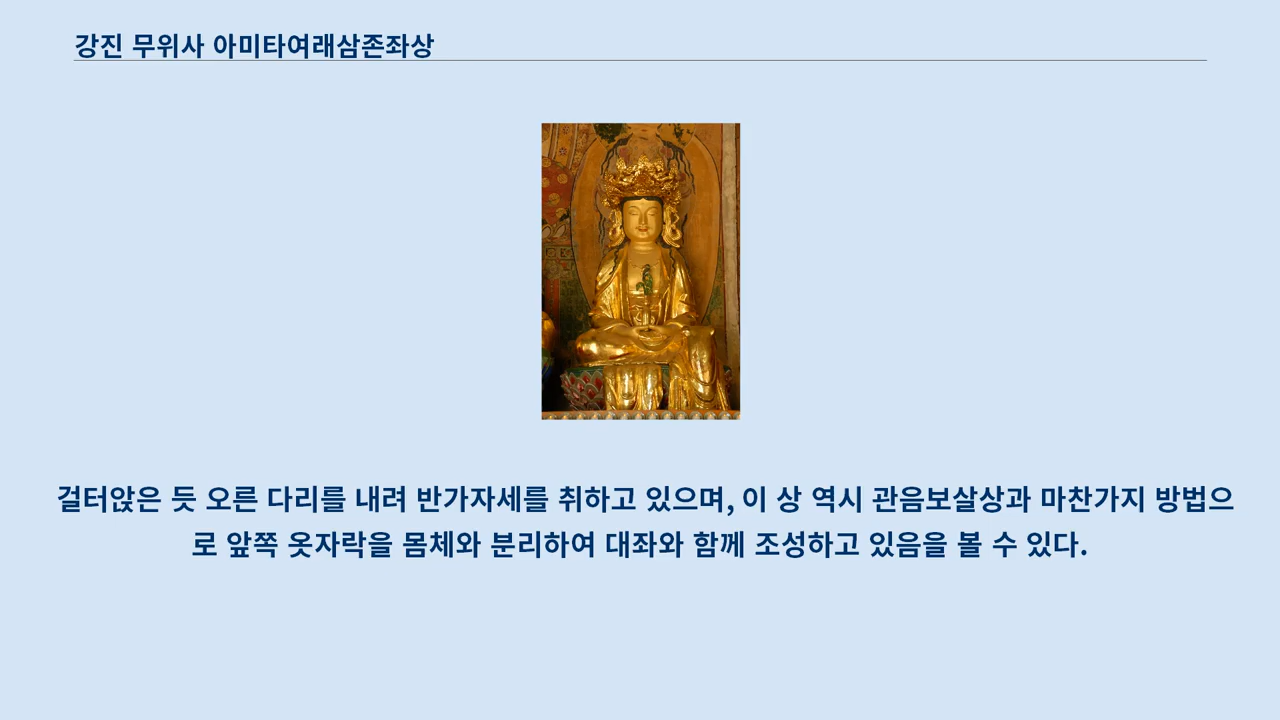 강진 무위사 아미타여래삼존좌상
걸터앉은 듯 오른 다리를 내려 반가자세를 취하고 있으며, 이 상 역시 관음보살상과 마찬가지 방법으
로 앞쪽 옷자락을 몸체와 분리하여 대좌와 함께 조성하고 있음을 볼 수 있다.